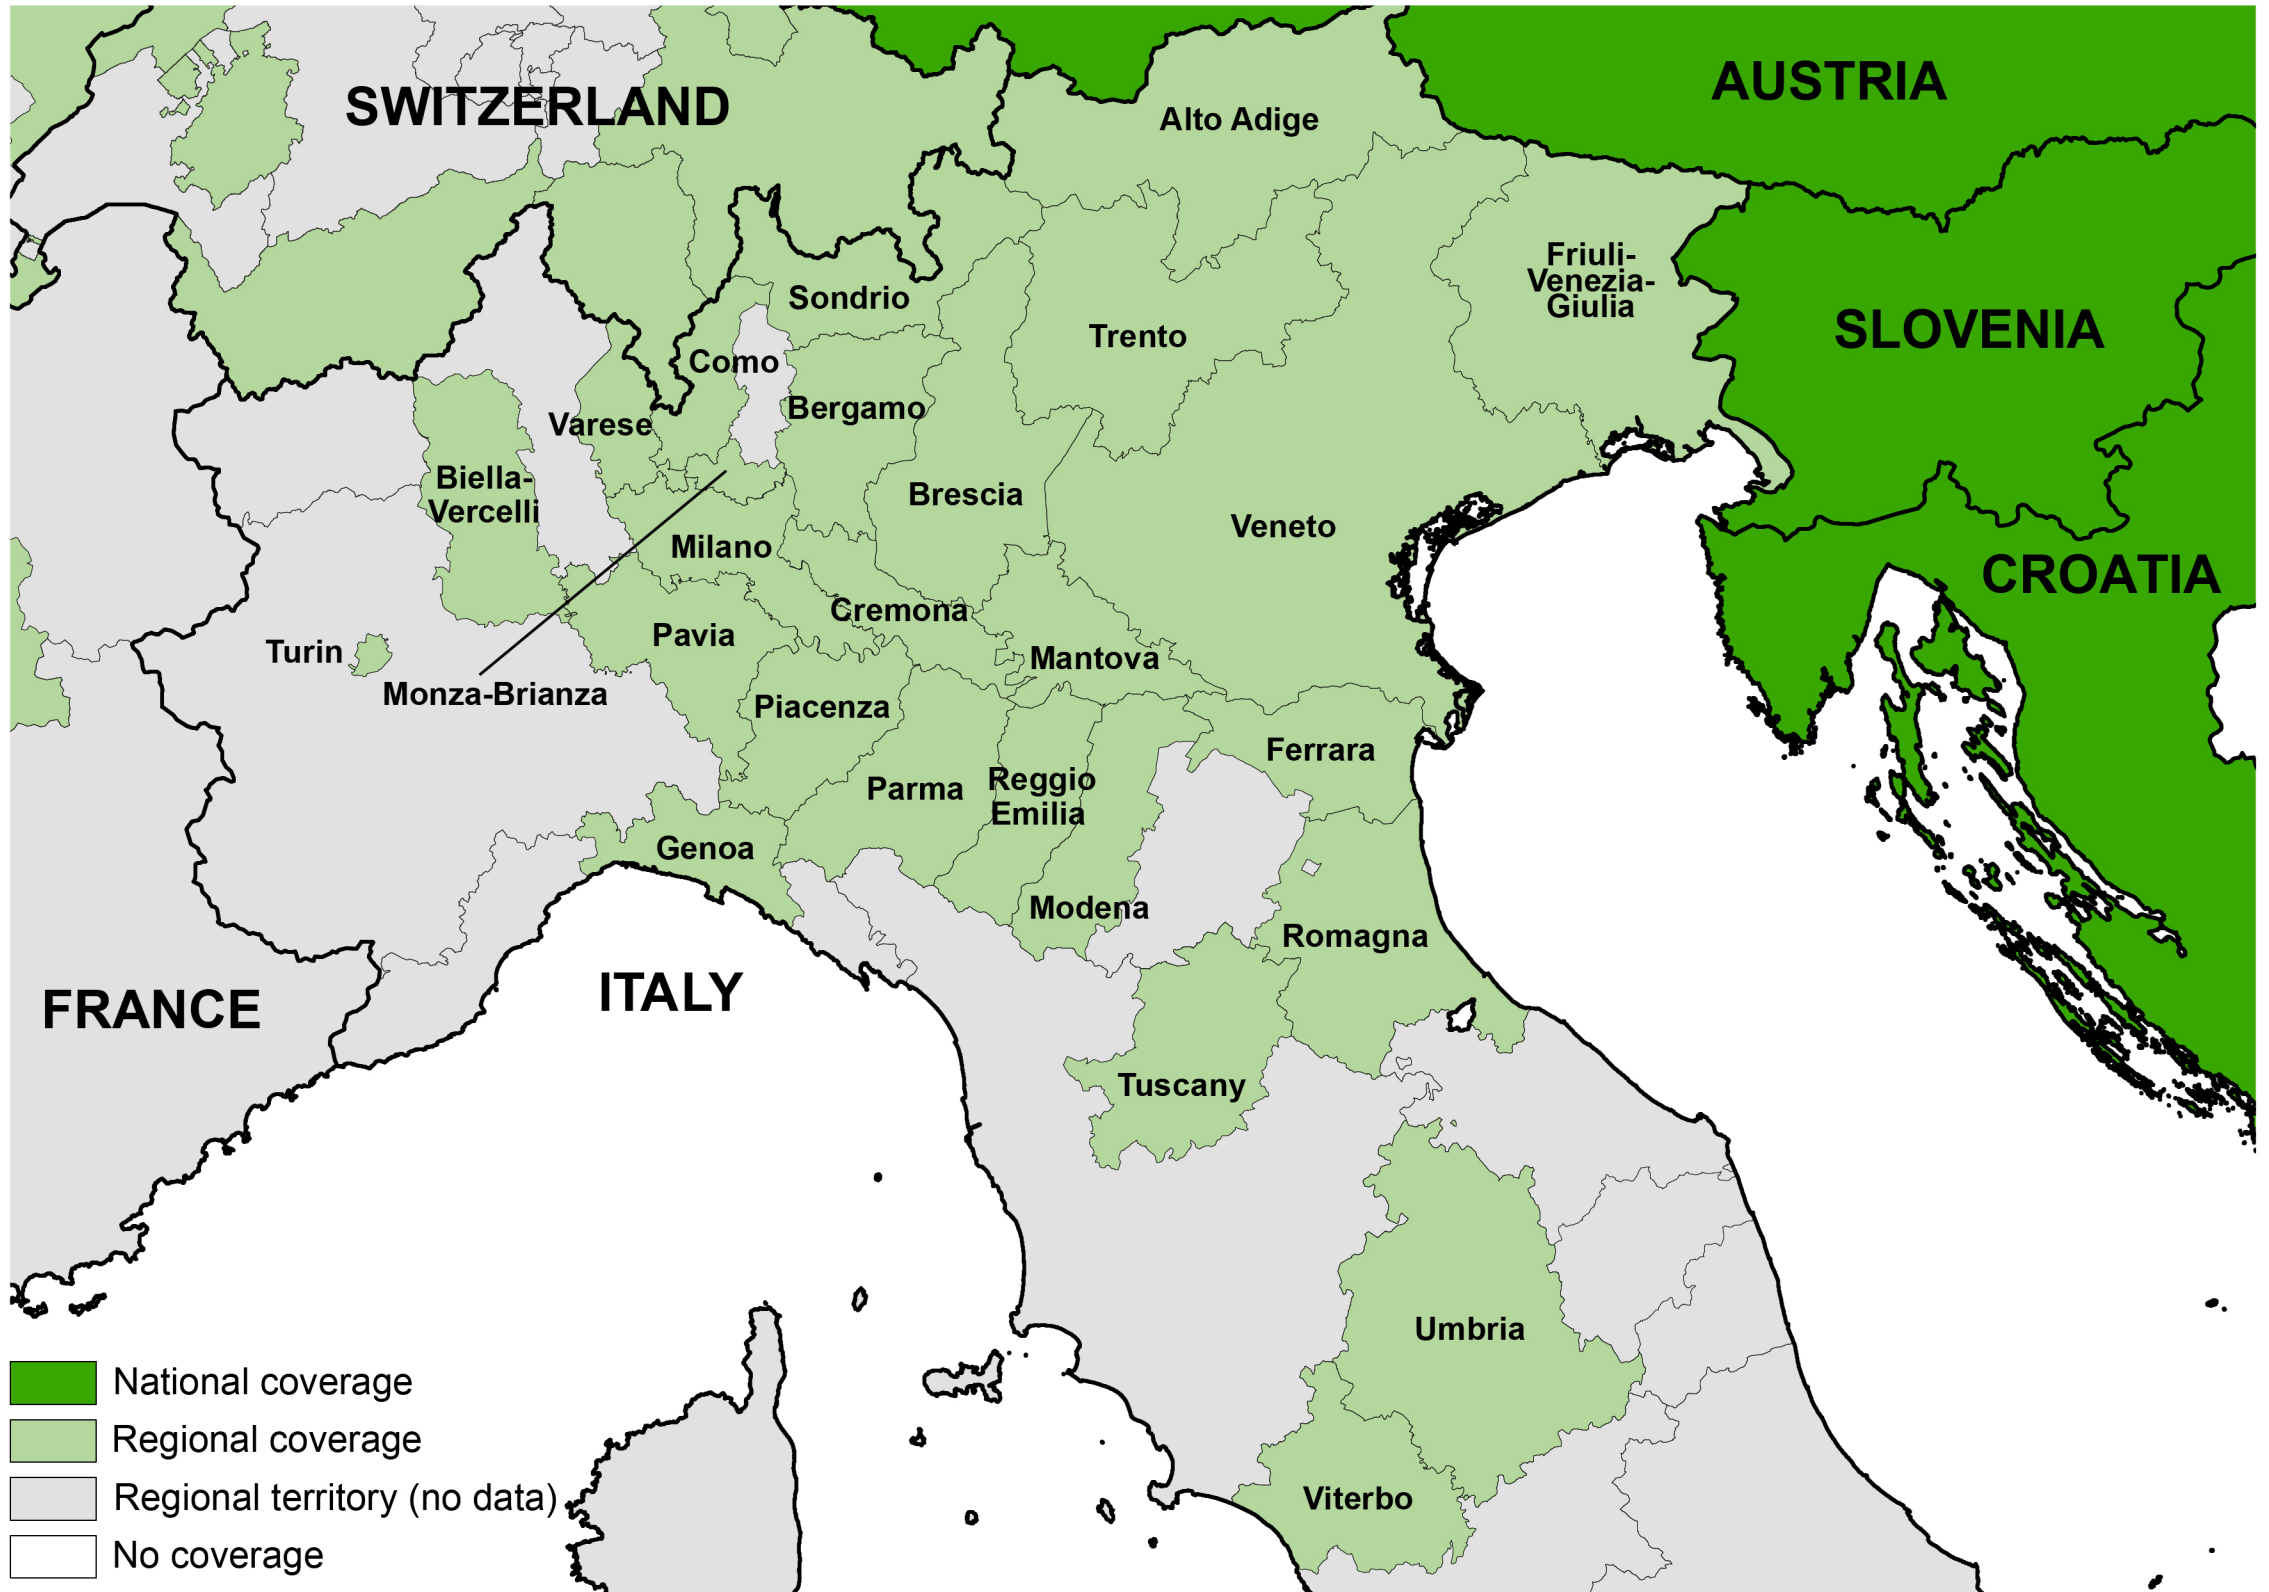 AUSTRIA
SWITZERLAND
Alto Adige
Friuli-
Venezia-
Giulia
Sondrio
SLOVENIA
Trento
Como
Bergamo
Varese
Biella-
Vercelli
Brescia
Veneto
Milano
CROATIA
Cremona
Pavia
Turin
Mantova
Monza-Brianza
Piacenza
Ferrara
Reggio
Emilia
Parma
Genoa
Modena
Romagna
ITALY
FRANCE
Tuscany
Umbria
Viterbo
National coverage
Regional coverage
Regional territory (no data)
No coverage